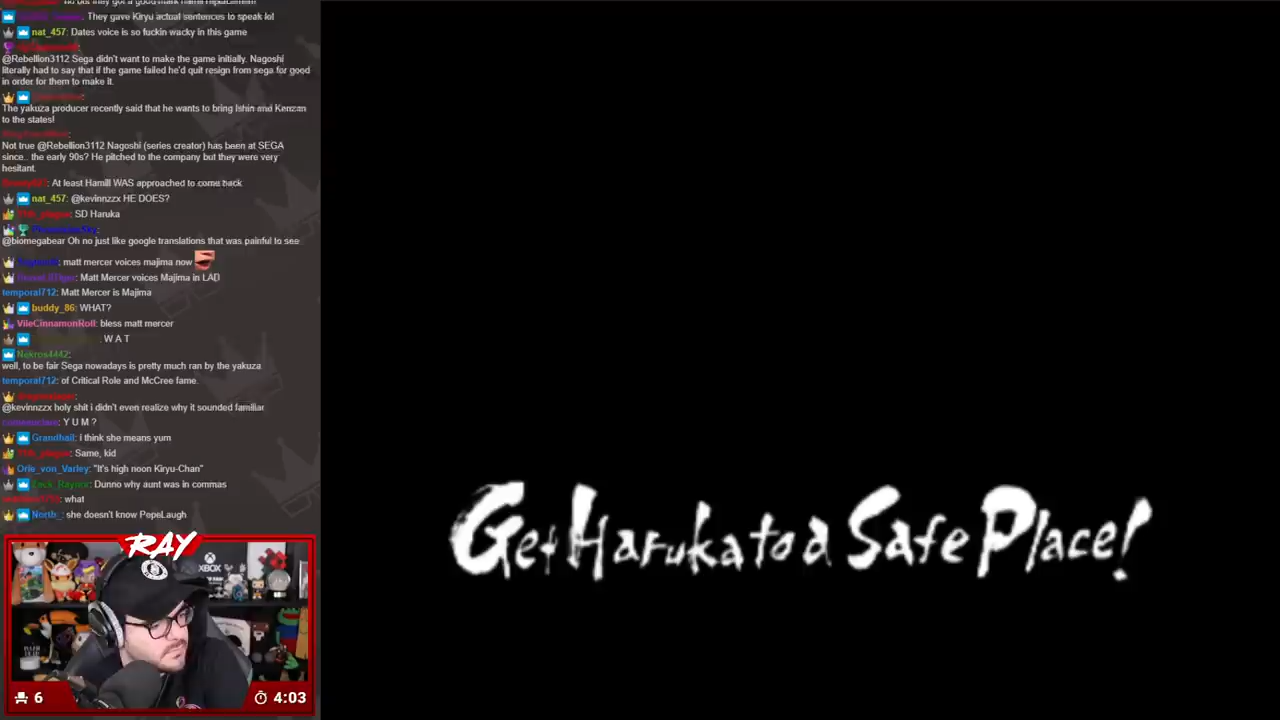 They gave Kiryu actual sentences to speak lol
nat_457: Dates voice is so fuckin wacky in this game
@Rebellion3112 Sega didn't want to make the game initially. Nagoshi
literally had to say that if the game failed he'd quit resign from sega for good
in order for them to make it.
The yakuza producer recently said that he wants to bring Ishin and Kenzan
to the states!
Not true @Rebellion3112 Nagoshi (series creator) has been at SEGA
since.. the early 90s? He pitched to the company but they were very
hesitant.
At least Hamill WAS approached to come back
nat_457: @kevinnzzx HE DOES?
SD Haruka
@biomegabear Oh no just like google translations that was painful to see
matt mercer voices majima now
Matt Mercer voices Majima in LAD
temporal712: Matt Mercer is Majima
buddy_86: WHAT?
VileCinnamonRoll: bless matt mercer
: W A T
Nekros4442:
well, to be fair Sega nowadays is pretty much ran by the yakuza
temporal712: of Critical Role and McCree fame.
@kevinnzzx holy shit i didn't even realize why it sounded familiar
Y U M ?
Grandhail: i think she means yum
Same, kid
Orie_von_Varley: "It's high noon Kiryu-Chan"
Zack_Raynor: Dunno why aunt was in commas
what
North_: she doesn't know PepeLaugh
RAY
XBOX
6
4:03
Get Haruka to a Safe Place!